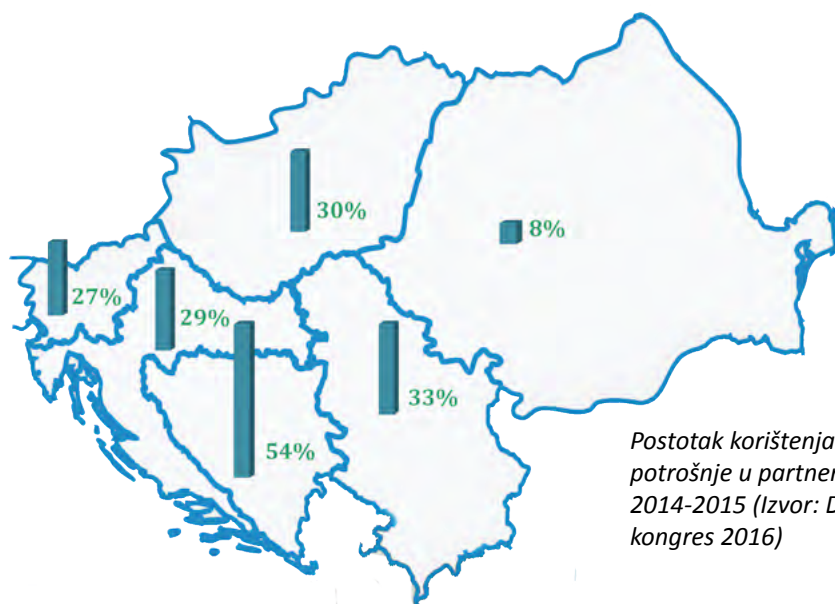 30%
8%
27%
29%
33%
54%
Postotak korištenja
potrošnje u partner
2014-2015 (Izvor: D
kongres 2016)